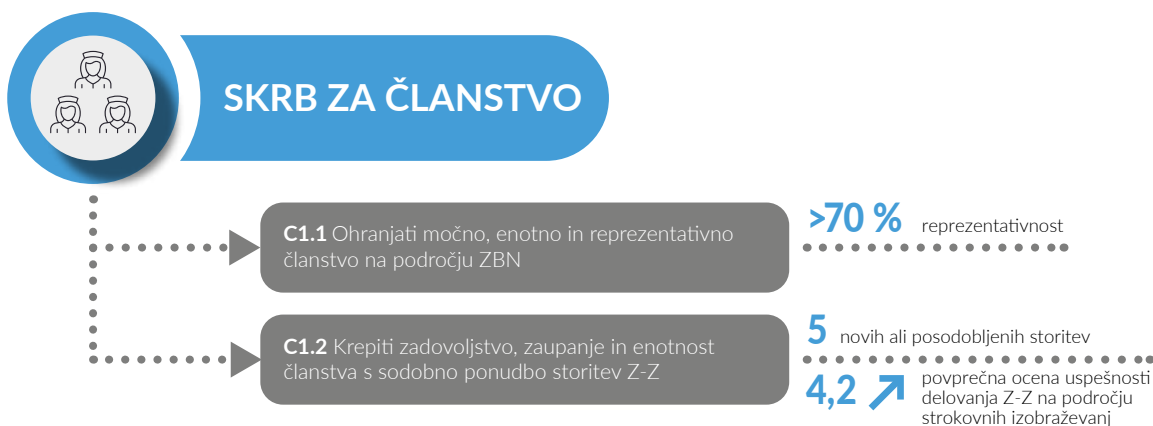 SKRB ZA ČLANSTVO
C1.1 Ohranjati močno, enotno in reprezentativno
članstvo na področju ZBN
>70 % reprezentativnost
C1.2 Krepiti zadovoljstvo, zaupanje in enotnost
članstva s sodobno ponudbo storitev Z-Z
5 novih ali posodobljenih storitev
4,2 povprečna ocena uspešnosti
delovanja Z-Z na področju
strokovnih izobraževanj